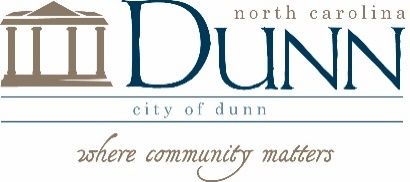 north carolina
DUNN
city of dunn
where community matters